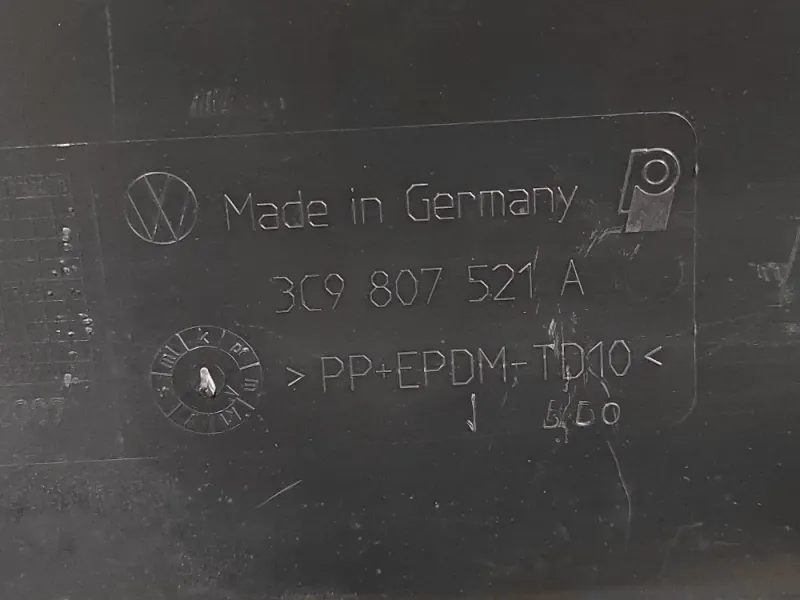 Made in Germany
3C9 807 521 A
>PP+EPDM-TD10<